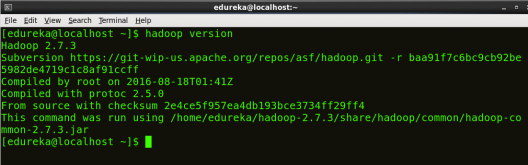 edureka@localhost:~
File Edit View Search Terminal Help
[edureka@localhost ~]$ hadoop version
Hadoop 2.7.3
Subversion https://git-wip-us.apache.org/repos/asf/hadoop.git -r baa91f7c6bc9cb92be
5982de4719c1c8af91ccff
Compiled by root on 2016-08-18T01:41Z
Compiled with protoc 2.5.0
From source with checksum 2e4ce5f957ea4db193bce3734ff29ff4
This command was run using /home/edureka/hadoop-2.7.3/share/hadoop/common/hadoop-co
mmon-2.7.3.jar
[edureka@localhost ~]$